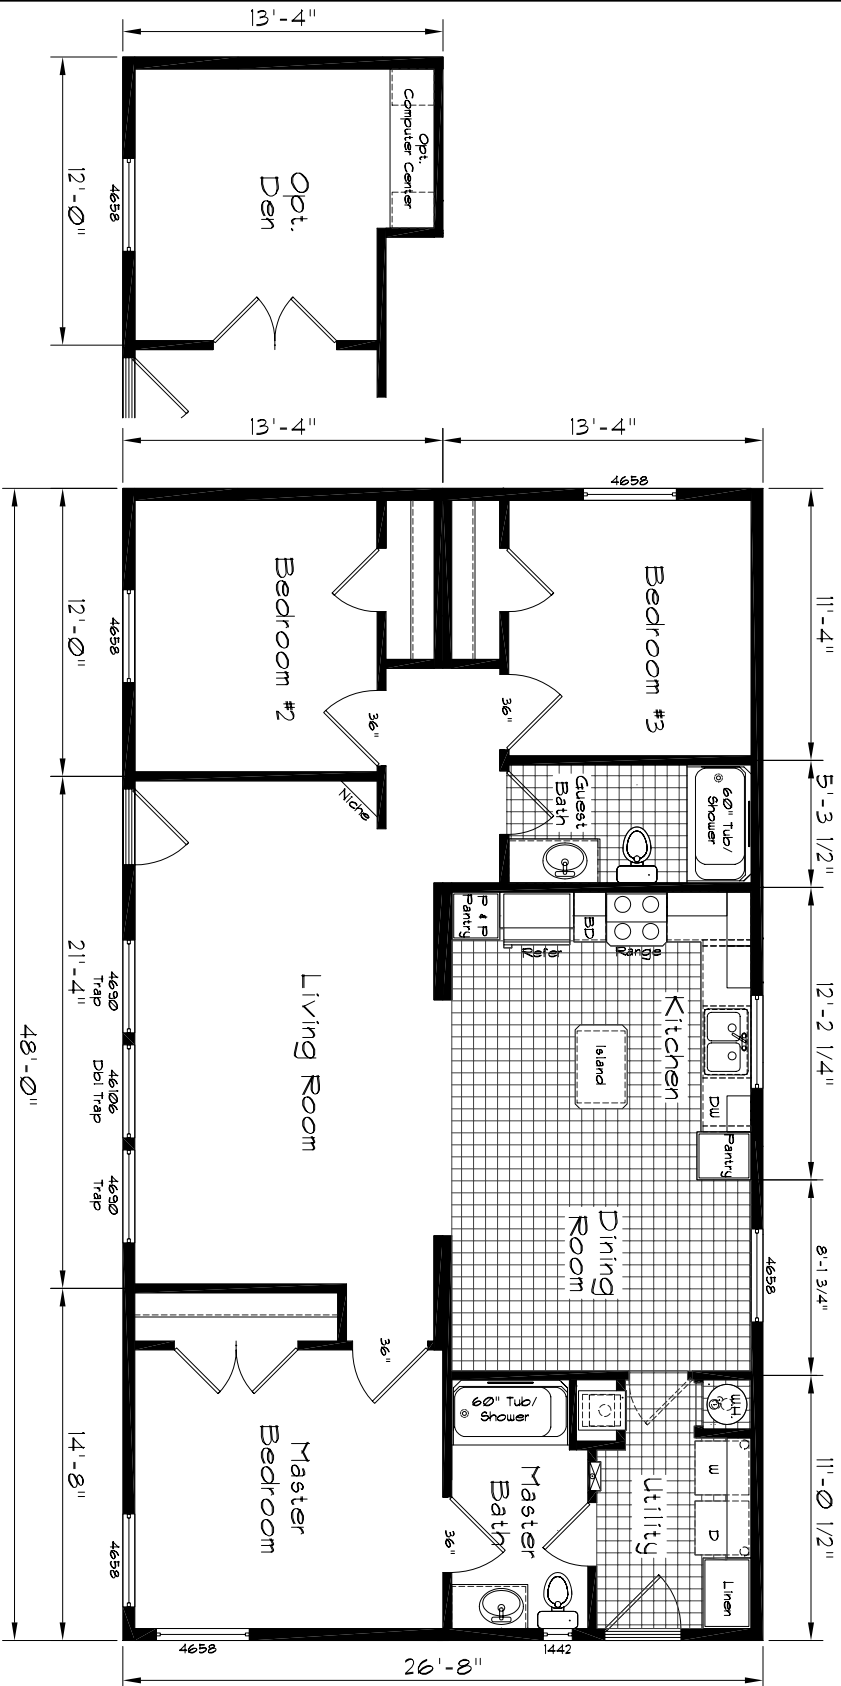 13'-4"
Opt.
Computer Center
12'-0"
4658
Opt.
Den
13'-4"
13'-4"
4658
12'-0"
4658
Bedroom #2
Bedroom #3
11'-4"
36"
36"
Niche
Guest
Bath
60" Tub/
Shower
5'-3 1/2"
P & P
Pantry
Refer
BD
Range
21'-4"
4690
Trap
46106
Dbl Trap
4690
Trap
48'-0"
Living Room
Kitchen
Island
DW
Pantry
12'-2 1/4"
Dining
Room
4658
8'-1 3/4"
36"
60" Tub/
Shower
W.H.
Master
Bedroom
14'-8"
4658
Master
Bath
36"
Utility
W
D
Linen
11'-0 1/2"
4658
1442
26'-8"